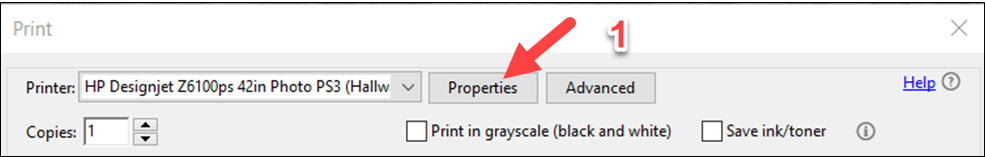 Print
1
Printer: HP Designjet Z6100ps 42in Photo PS3 (Hallw Properties Advanced Help ?
Copies: 1 Print in grayscale (black and white) Save ink/toner i